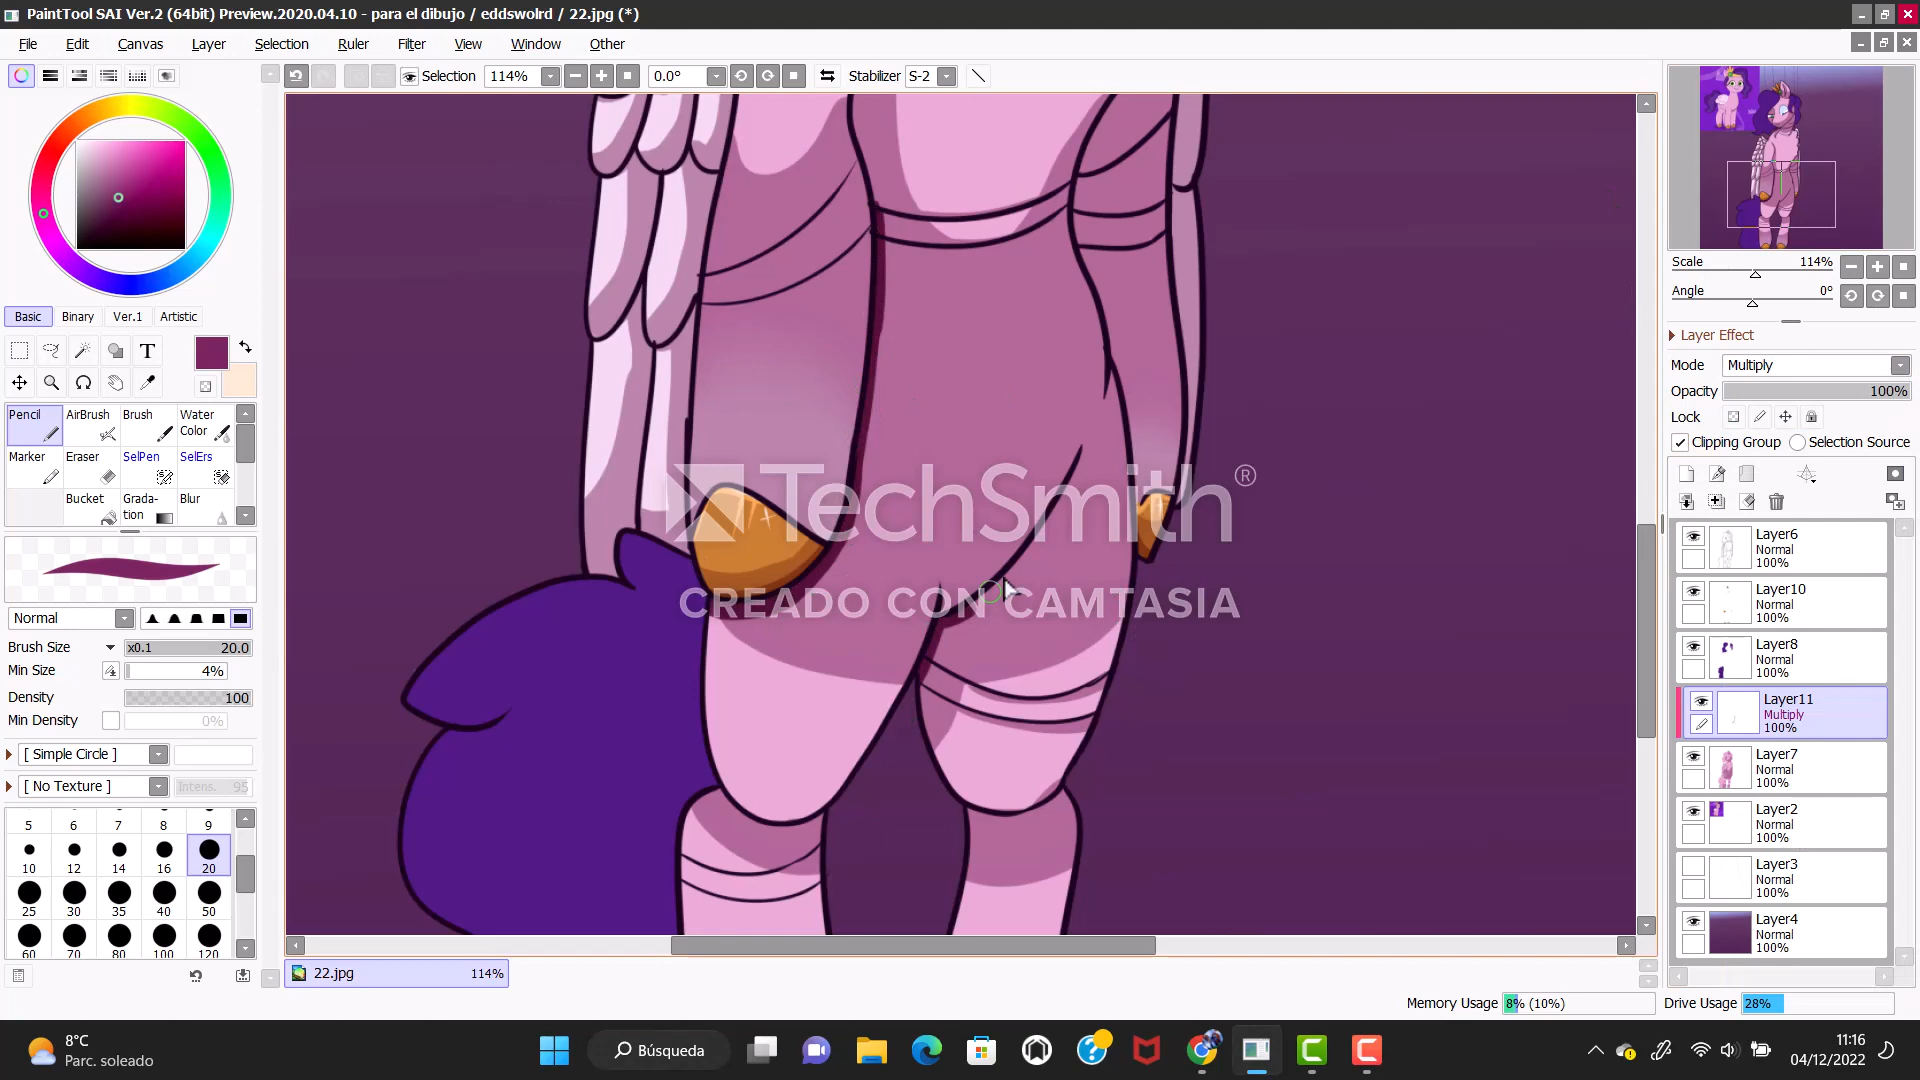 PaintTool SAI Ver.2 (64bit) Preview.2020.04.10 - para el dibujo / eddswolrd / 22.jpg (*)
File Edit Canvas Layer Selection Ruler Filter View Window Other
Selection 114% 0.0° Stabilizer S-2
Basic Binary Ver.1 Artistic
T
Pencil AirBrush Brush Water Color
Marker Eraser SelPen SelErs
Bucket Grada-tion Blur
Normal
Brush Size x0.1 20.0
Min Size 4%
Density 100
Min Density 0%
[ Simple Circle ]
[ No Texture ] Intens. 95
5 6 7 8 9
10 12 14 16 20
25 30 35 40 50
60 70 80 100 120
TechSmith®
CREADO CON CAMTASIA
22.jpg 114%
Scale 114%
Angle 0°
Layer Effect
Mode Multiply
Opacity 100%
Lock
Clipping Group Selection Source
Layer6
Normal
100%
Layer10
Normal
100%
Layer8
Normal
100%
Layer11
Multiply
100%
Layer7
Normal
100%
Layer2
Normal
100%
Layer3
Normal
100%
Layer4
Normal
100%
Memory Usage 8% (10%) Drive Usage 28%
8°C
Parc. soleado
Búsqueda
11:16
04/12/2022